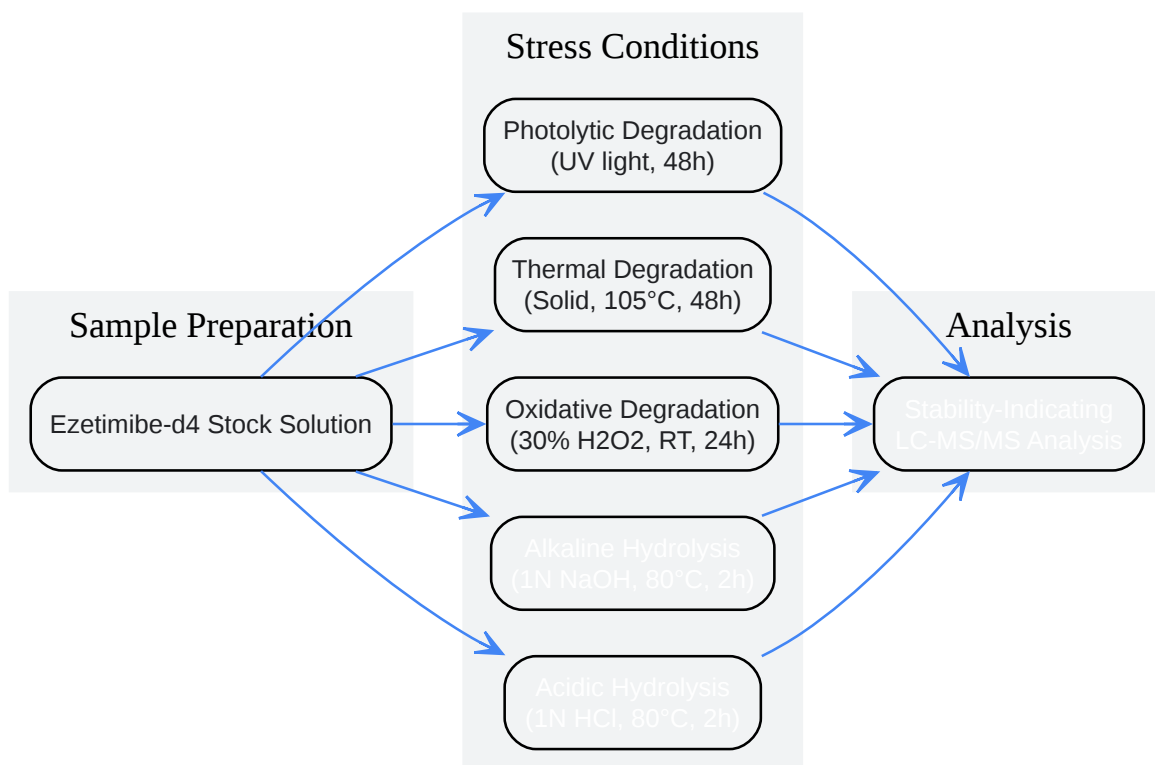 Stress Conditions
Photolytic Degradation
(UV light, 48h)
Thermal Degradation
(Solid, 105°C, 48h)
Sample Preparation
Analysis
Ezetimibe-d4 Stock Solution
Oxidative Degradation
(30% H2O2, RT, 24h)
Stability-Indicating
LC-MS/MS Analysis
Alkaline Hydrolysis
(1N NaOH, 80°C, 2h)
Acidic Hydrolysis
(1N HCl, 80°C, 2h)